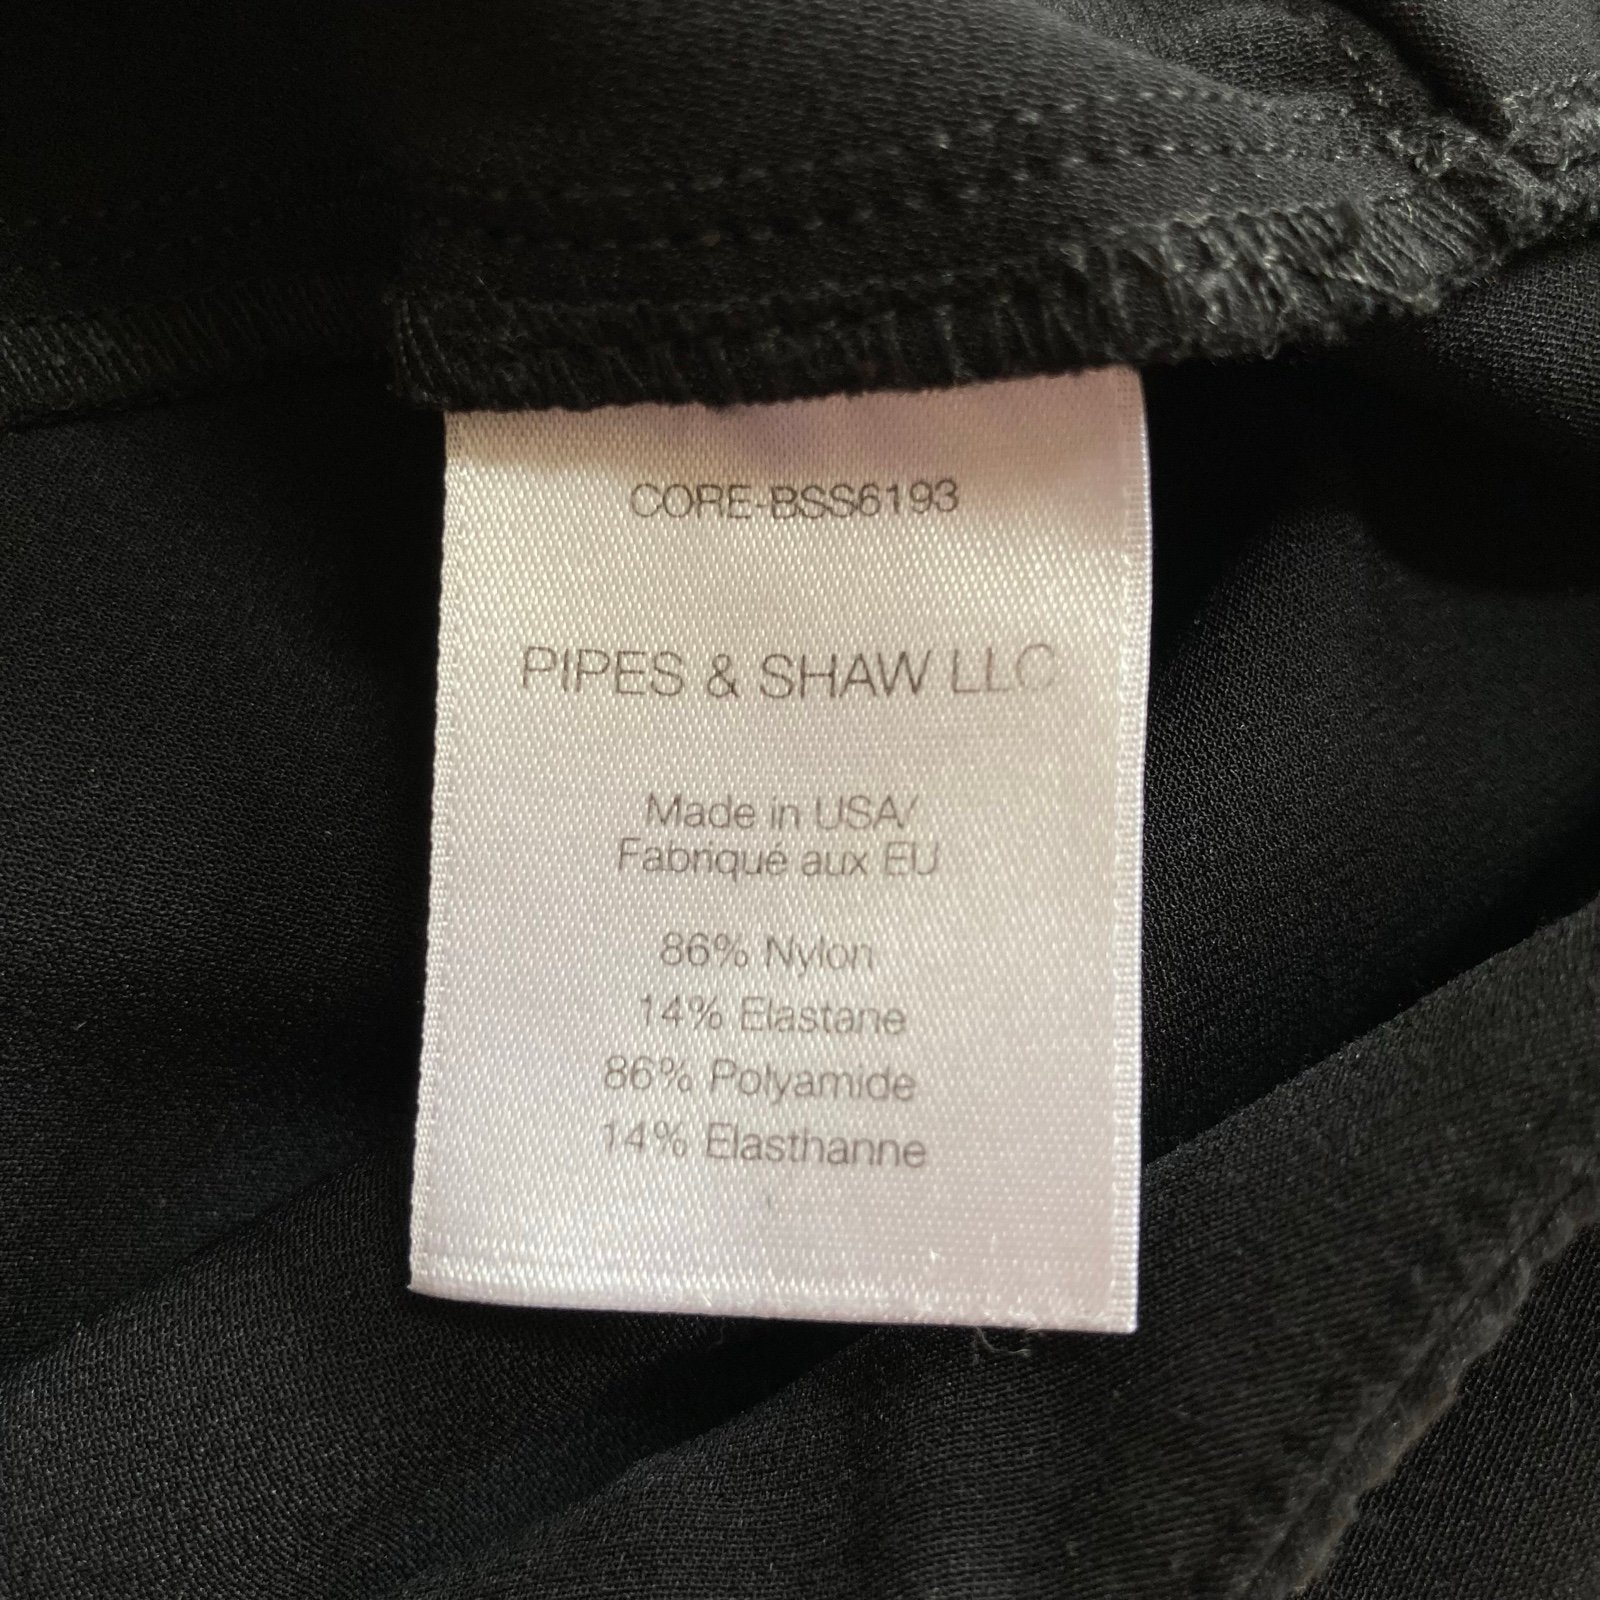 CORE-BSS6193
PIPES & SHAW LLC
Made in USA/
Fabriqué aux EU
86% Nylon
14% Elastane
86% Polyamide
14% Elasthanne